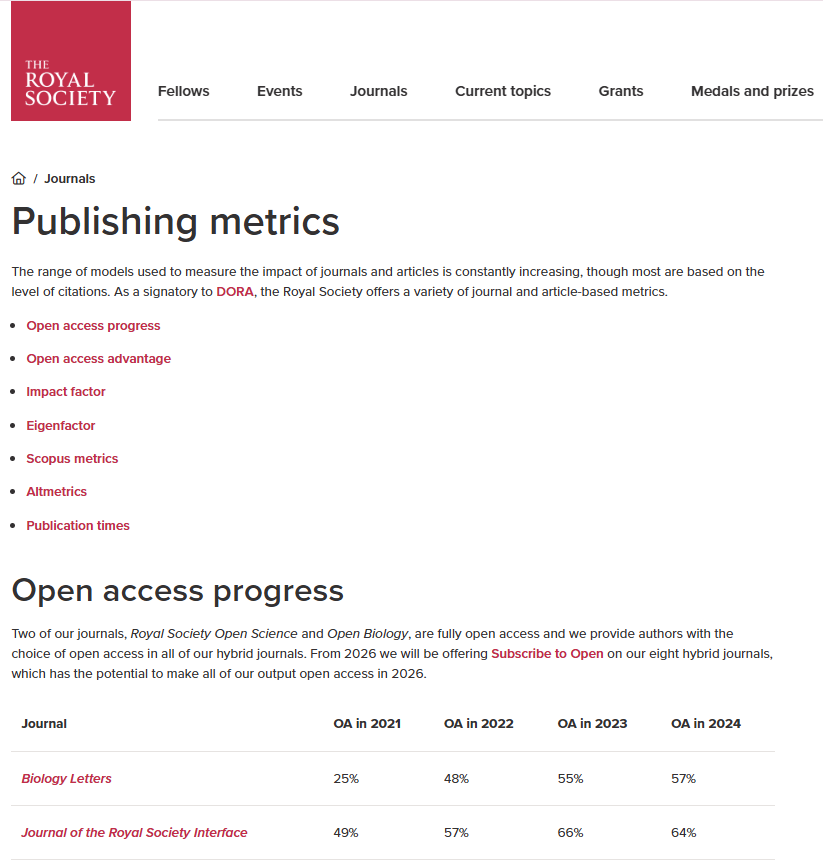 THE
ROYAL
SOCIETY
Fellows Events Journals Current topics Grants Medals and prizes
/ Journals
Publishing metrics
The range of models used to measure the impact of journals and articles is constantly increasing, though most are based on the
level of citations. As a signatory to DORA, the Royal Society offers a variety of journal and article-based metrics.
Open access progress
Open access advantage
Impact factor
Eigenfactor
Scopus metrics
Altmetrics
Publication times
Open access progress
Two of our journals, Royal Society Open Science and Open Biology, are fully open access and we provide authors with the
choice of open access in all of our hybrid journals. From 2026 we will be offering Subscribe to Open on our eight hybrid journals,
which has the potential to make all of our output open access in 2026.
Journal OA in 2021 OA in 2022 OA in 2023 OA in 2024
Biology Letters 25% 48% 55% 57%
Journal of the Royal Society Interface 49% 57% 66% 64%